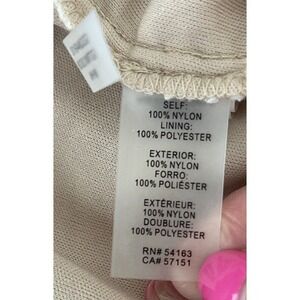 SELF:
100% NYLON
LINING:
100% POLYESTER
EXTERIOR:
100% NYLON
FORRO:
100% POLIÉSTER
EXTÉRIEUR:
100% NYLON
DOUBLURE:
100% POLYESTER
RN# 54163
CA# 57151